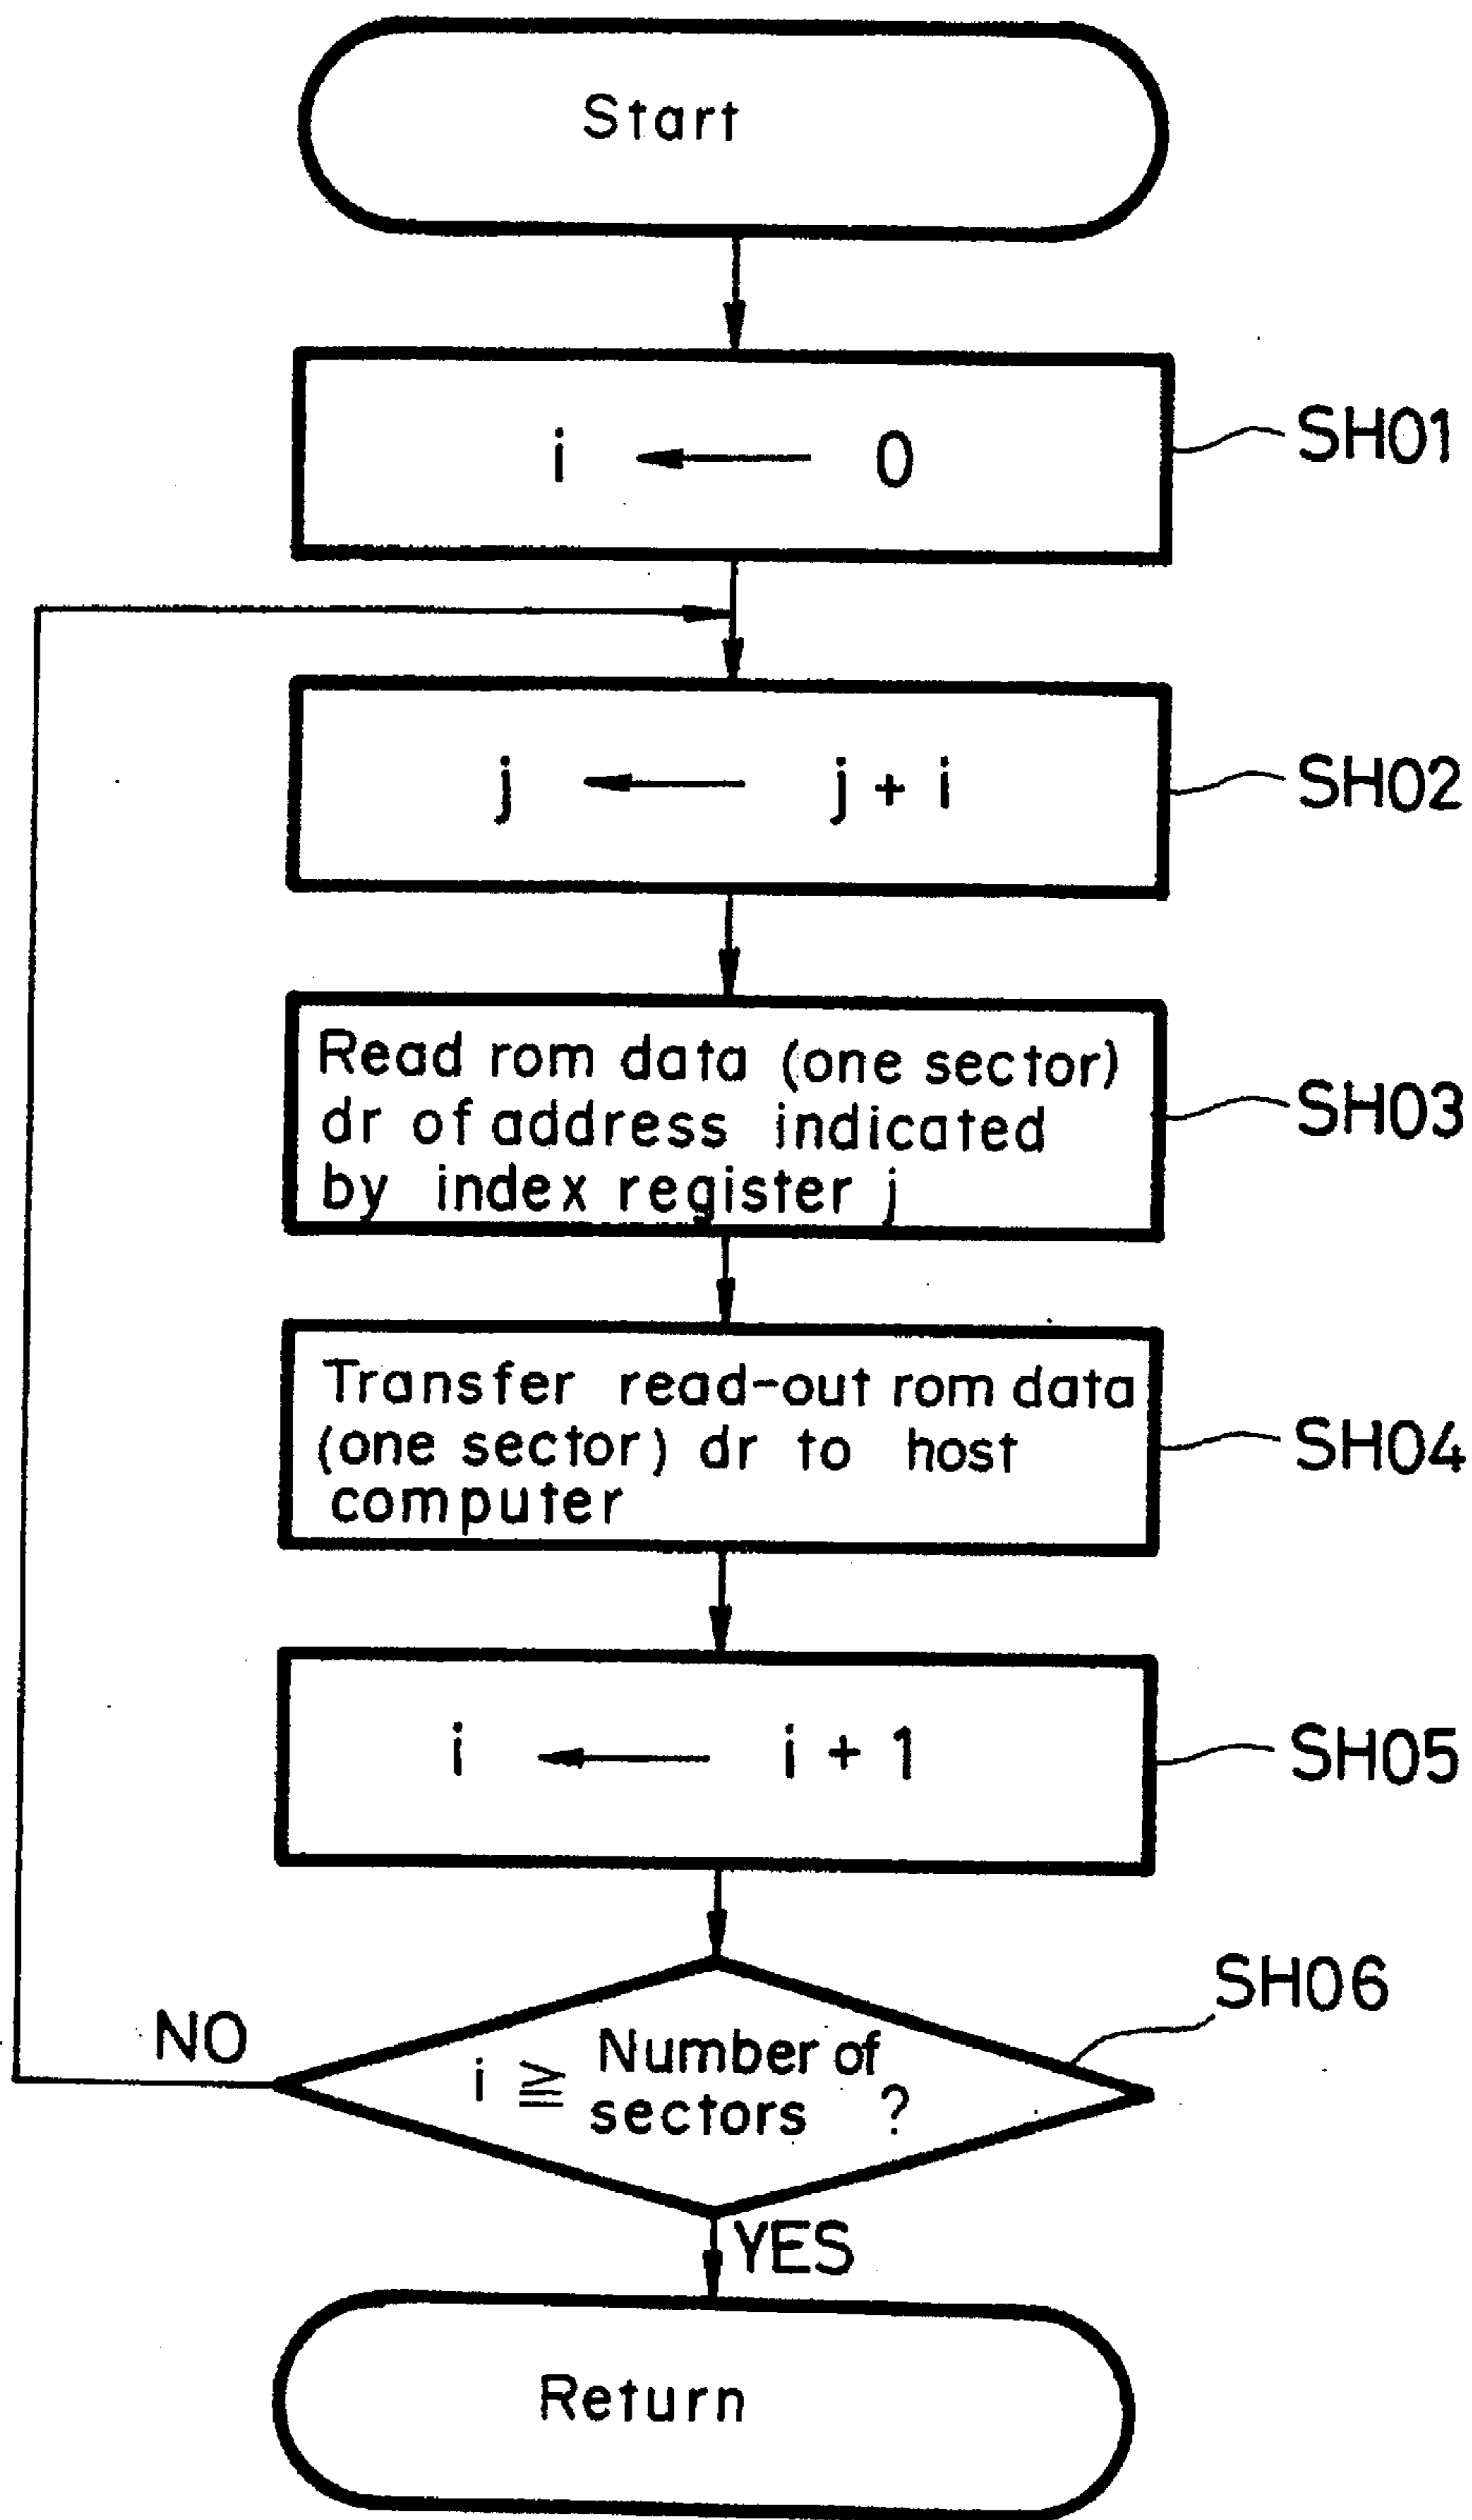 Start
i ← 0
SH01
j ← j + i
SH02
Read rom data (one sector)
dr of address indicated
by index register j
SH03
Transfer read-out rom data
(one sector) dr to host
computer
SH04
i ← i + 1
SH05
SH06
NO
i ≧ Number of
sectors ?
YES
Return